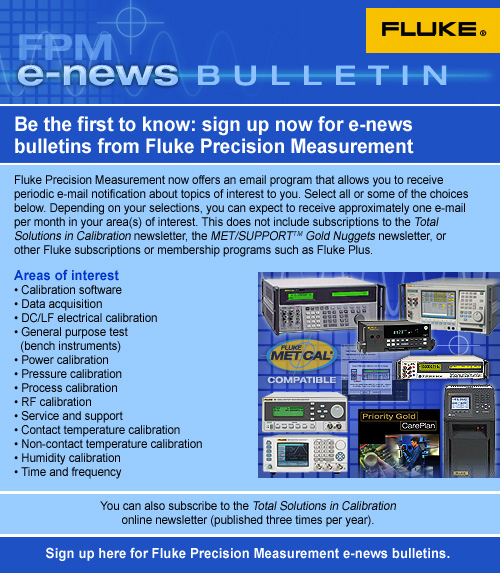 FLUKE®
FPM
e-news BULLETIN
Be the first to know: sign up now for e-news
bulletins from Fluke Precision Measurement
Fluke Precision Measurement now offers an email program that allows you to receive
periodic e-mail notification about topics of interest to you. Select all or some of the choices
below. Depending on your selections, you can expect to receive approximately one e-mail
per month in your area(s) of interest. This does not include subscriptions to the Total
Solutions in Calibration newsletter, the MET/SUPPORT™ Gold Nuggets newsletter, or
other Fluke subscriptions or membership programs such as Fluke Plus.
Areas of interest
• Calibration software
• Data acquisition
• DC/LF electrical calibration
• General purpose test
(bench instruments)
• Power calibration
• Pressure calibration
• Process calibration
• RF calibration
• Service and support
• Contact temperature calibration
• Non-contact temperature calibration
• Humidity calibration
• Time and frequency
FLUKE
MET/CAL®
COMPATIBLE
Priority Gold
CarePlan
You can also subscribe to the Total Solutions in Calibration
online newsletter (published three times per year).
Sign up here for Fluke Precision Measurement e-news bulletins.